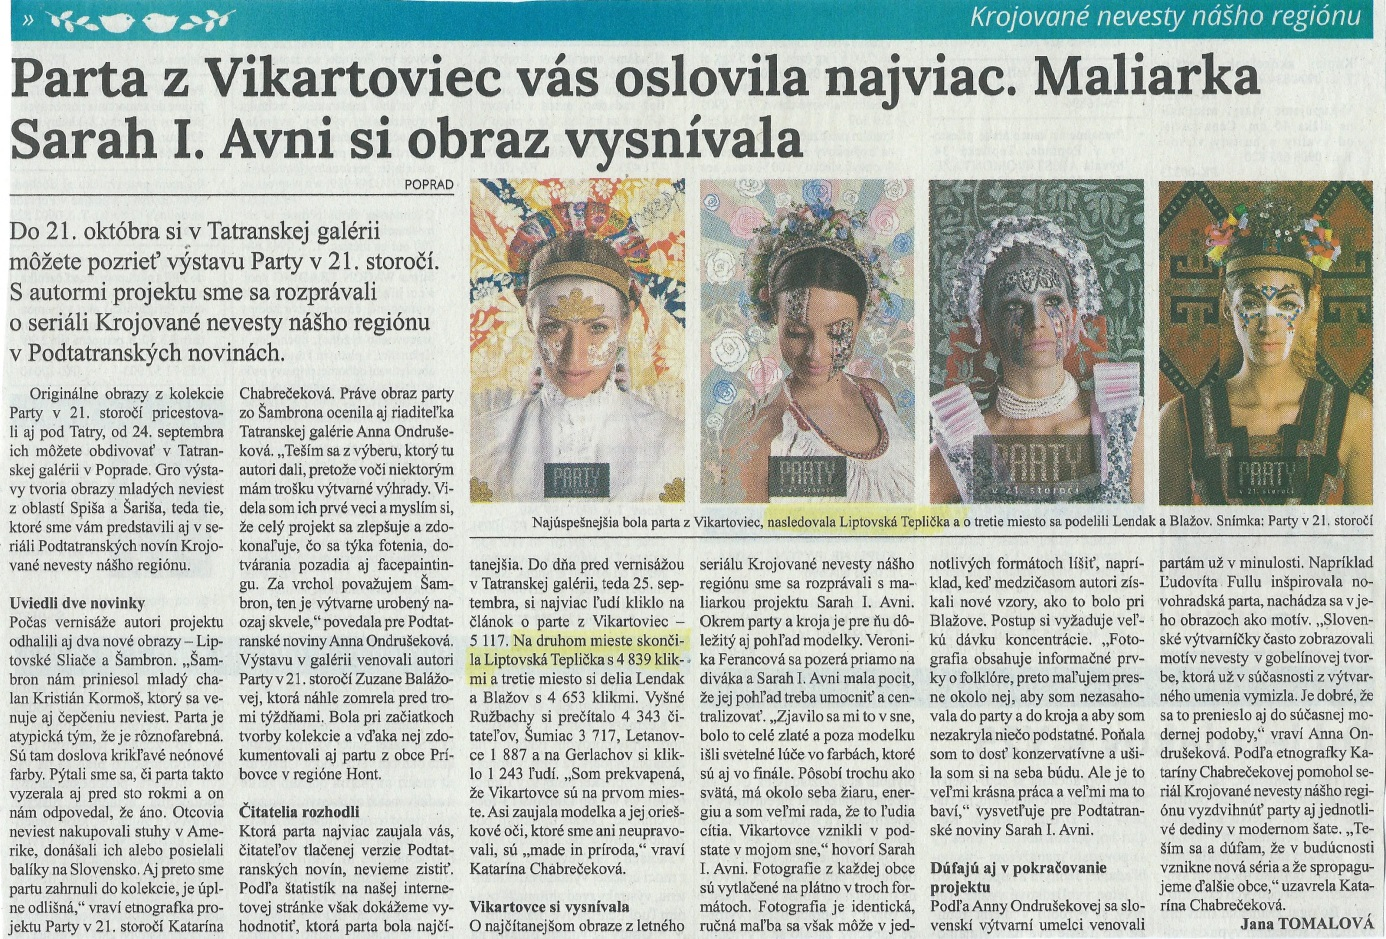 »
Krojované nevesty nášho regiónu
Parta z Vikartoviec vás oslovila najviac. Maliarka
Sarah I. Avni si obraz vysnívala
POPRAD
Do 21. októbra si v Tatranskej galérii
môžete pozrieť výstavu Party v 21. storočí.
S autormi projektu sme sa rozprávali
o seriáli Krojované nevesty nášho regiónu
v Podtatranských novinách.
Originálne obrazy z kolekcie
Party v 21. storočí pricestova-
li aj pod Tatry, od 24. septembra
ich môžete obdivovať v Tatran-
skej galérii v Poprade. Gro výsta-
vy tvoria obrazy mladých neviest
z oblastí Spiša a Šariša, teda tie,
ktoré sme vám predstavili aj v se-
riáli Podtatranských novín Krojo-
vané nevesty nášho regiónu.
Uviedli dve novinky
Počas vernisáže autori projektu
odhalili aj dva nové obrazy – Lip-
tovské Sliače a Šambron. „Šam-
bron nám priniesol mladý cha-
lan Kristián Kormoš, ktorý sa ve-
nuje aj čepčeniu neviest. Parta je
atypická tým, že je rôznofarebná.
Sú tam doslova krikľavé neónové
farby. Pýtali sme sa, či parta takto
vyzerala aj pred sto rokmi a on
nám odpovedal, že áno. Otcovia
neviest nakupovali stuhy v Ame-
rike, donášali ich alebo posielali
balíky na Slovensko. Aj preto sme
partu zahrnuli do kolekcie, je úpl-
ne odlišná,“ vraví etnografka pro-
jektu Party v 21. storočí Katarína
Chabrečeková. Práve obraz party
zo Šambrona ocenila aj riaditeľka
Tatranskej galérie Anna Ondruše-
ková. „Teším sa z výberu, ktorý tu
autori dali, pretože voči niektorým
mám trošku výtvarné výhrady. Vi-
dela som ich prvé veci a myslím si,
že celý projekt sa zlepšuje a zdo-
konaľuje, čo sa týka fotenia, do-
tvárania pozadia aj facepaintin-
gu. Za vrchol považujem Šam-
bron, ten je výtvarne urobený na-
ozaj skvele,“ povedala pre Podtat-
ranské noviny Anna Ondrušeková.
Výstavu v galérii venovali autori
Party v 21. storočí Zuzane Balážo-
vej, ktorá náhle zomrela pred tro-
mi týždňami. Bola pri začiatkoch
tvorby kolekcie a vďaka nej zdo-
kumentovali aj partu z obce Prí-
bovce v regióne Hont.
Čitatelia rozhodli
Ktorá parta najviac zaujala vás,
čitateľov tlačenej verzie Podtat-
ranských novín, nevieme zistiť.
Podľa štatistík na našej interne-
tovej stránke však dokážeme vy-
hodnotiť, ktorá parta bola najčí-
PARTY
v 21. storočí
PARTY
v 21. storočí
PARTY
v 21. storočí
PARTY
v 21. storočí
Najúspešnejšia bola parta z Vikartoviec, nasledovala Liptovská Teplička a o tretie miesto sa podelili Lendak a Blažov. Snímka: Party v 21. storočí
tanejšia. Do dňa pred vernisážou
v Tatranskej galérii, teda 25. sep-
tembra, si najviac ľudí kliklo na
článok o parte z Vikartoviec –
5 117. Na druhom mieste skonči-
la Liptovská Teplička s 4 839 klik-
mi a tretie miesto si delia Lendak
a Blažov s 4 653 klikmi. Vyšné
Ružbachy si prečítalo 4 343 či-
tateľov, Šumiac 3 717, Letanov-
ce 1 887 a na Gerlachov si klik-
lo 1 243 ľudí. „Som prekvapená,
že Vikartovce sú na prvom mies-
te. Asi zaujala modelka a jej orieš-
kové oči, ktoré sme ani neupravo-
vali, sú „made in príroda,“ vraví
Katarína Chabrečeková.
Vikartovce si vysnívala
O najčítanejšom obraze z letného
seriálu Krojované nevesty nášho
regiónu sme sa rozprávali s ma-
liarkou projektu Sarah I. Avni.
Okrem party a kroja je pre ňu dô-
ležitý aj pohľad modelky. Veroni-
ka Ferancová sa pozerá priamo na
diváka a Sarah I. Avni mala pocit,
že jej pohľad treba umocniť a cen-
tralizovať. „Zjavilo sa mi to v sne,
bolo to celé zlaté a poza modelku
išli svetelné lúče vo farbách, ktoré
sú aj vo finále. Pôsobí trochu ako
svätá, má okolo seba žiaru, ener-
giu a som veľmi rada, že to ľudia
cítia. Vikartovce vznikli v pod-
state v mojom sne,“ hovorí Sarah
I. Avni. Fotografie z každej obce
sú vytlačené na plátno v troch for-
mátoch. Fotografia je identická,
ručná maľba sa však môže v jed-
notlivých formátoch líšiť, naprí-
klad, keď medzičasom autori zís-
kali nové vzory, ako to bolo pri
Blažove. Postup si vyžaduje veľ-
kú dávku koncentrácie. „Foto-
grafia obsahuje informačné prv-
ky o folklóre, preto maľujem pres-
ne okolo nej, aby som nezasaho-
vala do party a do kroja a aby som
nezakryla niečo podstatné. Poňala
som to dosť konzervatívne a uši-
la som si na seba búdu. Ale je to
veľmi krásna práca a veľmi ma to
baví,“ vysvetľuje pre Podtatran-
ské noviny Sarah I. Avni.
Dúfajú aj v pokračovanie
projektu
Podľa Anny Ondrušekovej sa slo-
venskí výtvarní umelci venovali
partám už v minulosti. Napríklad
Ľudovíta Fullu inšpirovala no-
vohradská parta, nachádza sa v je-
ho obrazoch ako motív. „Sloven-
ské výtvarníčky často zobrazovali
motív nevesty v gobelínovej tvor-
be, ktorá už v súčasnosti z výtvar-
ného umenia vymizla. Je dobré, že
sa to prenieslo aj do súčasnej mo-
dernej podoby,“ vraví Anna On-
drušeková. Podľa etnografky Ka-
taríny Chabrečekovej pomohol se-
riál Krojované nevesty nášho regi-
ónu vyzdvihnúť party aj jednotli-
vé dediny v modernom šate. „Te-
ším sa a dúfam, že v budúcnosti
vznikne nová séria a že spropagu-
jeme ďalšie obce,“ uzavrela Kata-
rína Chabrečeková.
Jana TOMALOVÁ